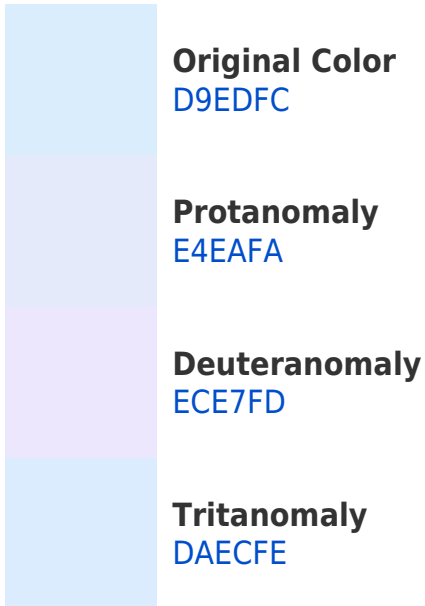 Original Color
D9EDFC
Protanomaly
E4EAFA
Deuteranomaly
ECE7FD
Tritanomaly
DAECFE